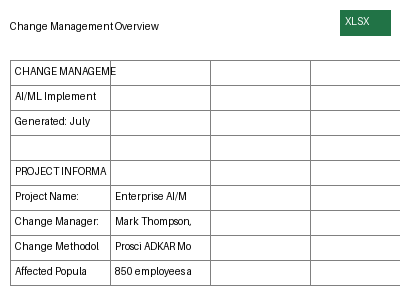 Change Management Overview
XLSX
CHANGE MANAGEME
AI/ML Implement
Generated: July
PROJECT INFORMA
Project Name: Enterprise AI/M
Change Manager: Mark Thompson,
Change Methodol Prosci ADKAR Mo
Affected Popula 850 employees a